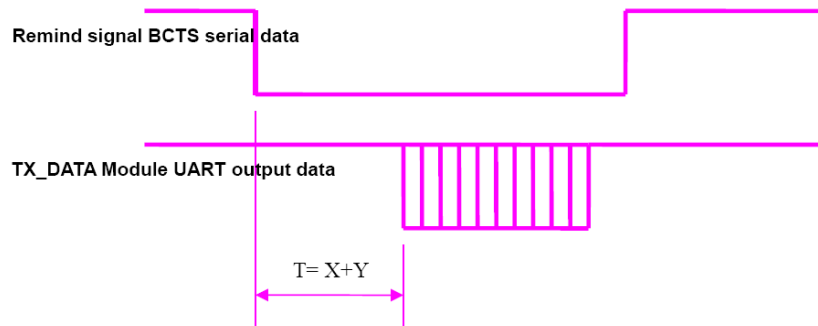 Remind signal BCTS serial data
TX_DATA Module UART output data
T= X+Y